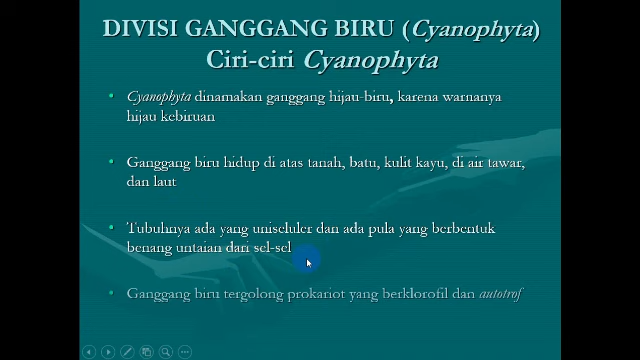 DIVISI GANGGANG BIRU (Cyanophyta)
Ciri-ciri Cyanophyta
• Cyanophyta dinamakan ganggang hijau-biru, karena warnanya
hijau kebiruan
• Ganggang biru hidup di atas tanah, batu, kulit kayu, di air tawar,
dan laut
• Tubuhnya ada yang uniseluler dan ada pula yang berbentuk
benang untaian dari sel-sel
• Ganggang biru tergolong prokariot yang berklorofil dan autotrof